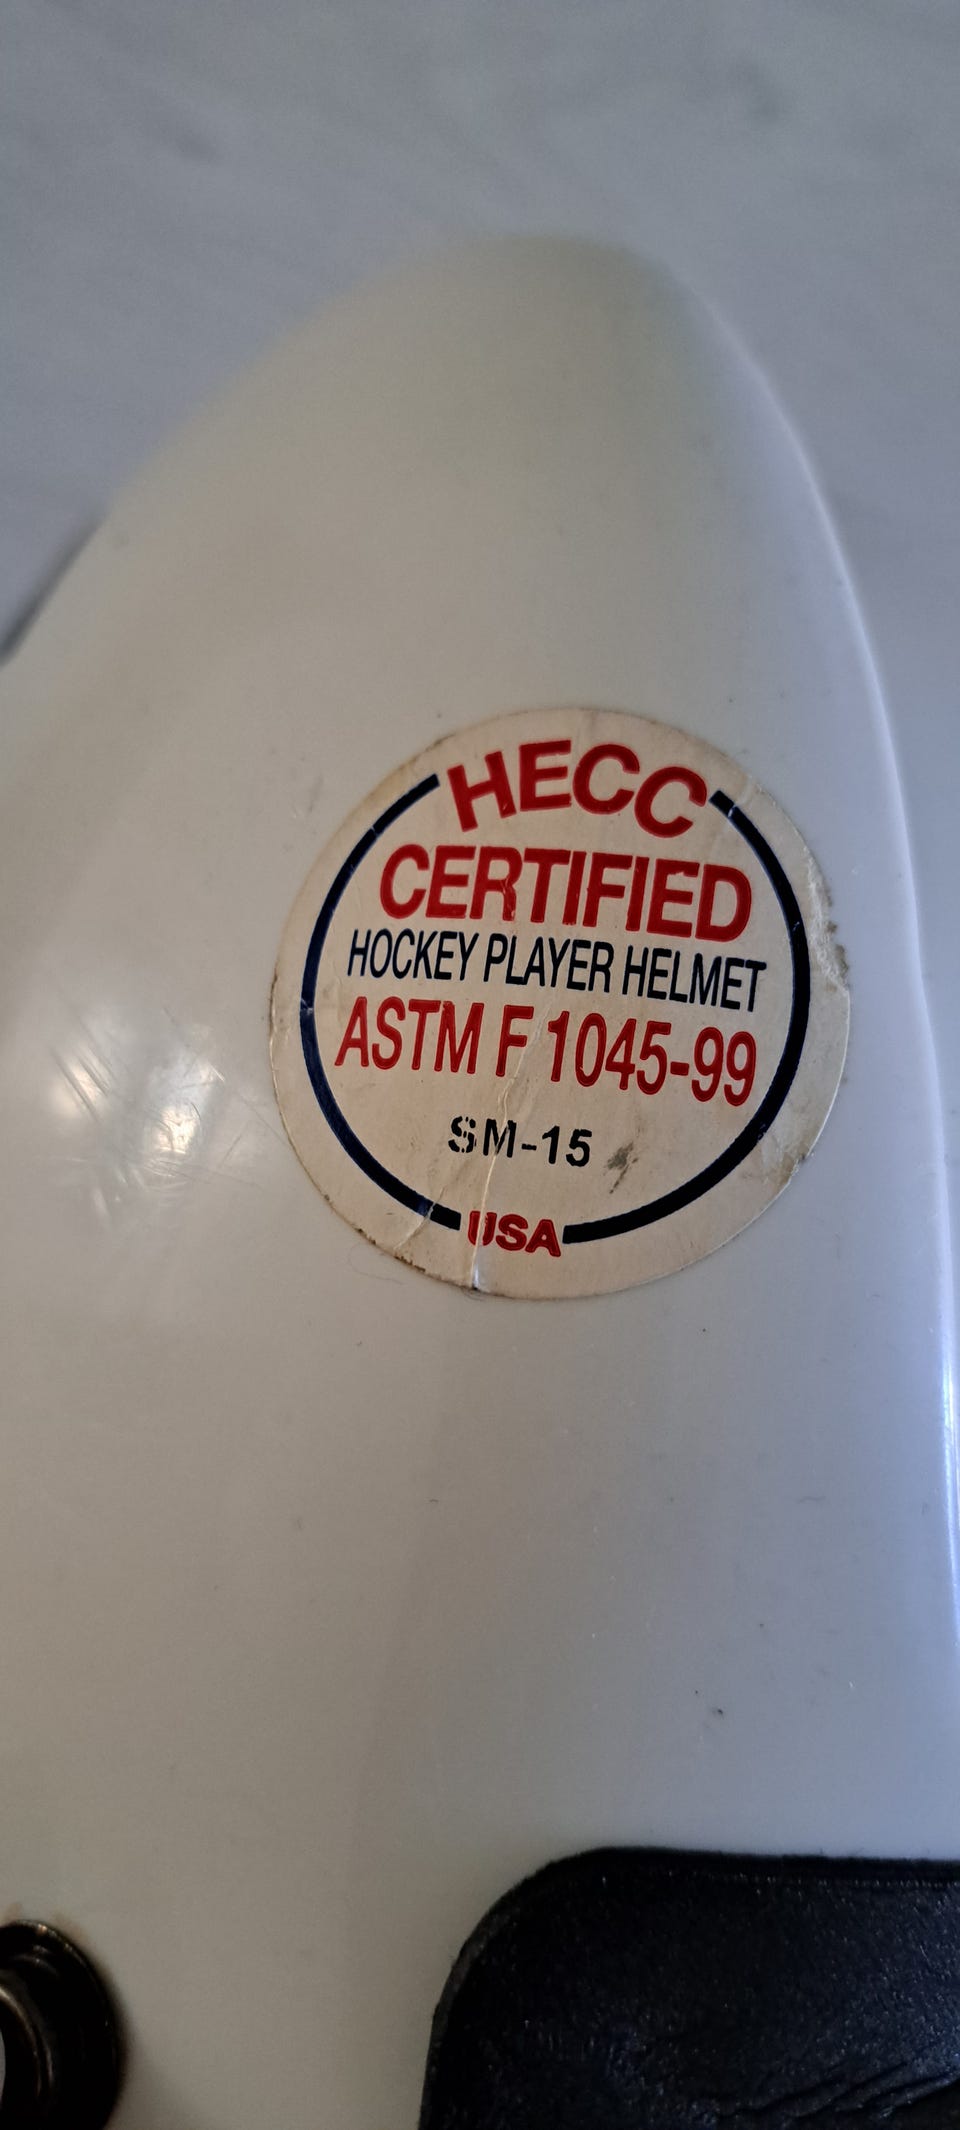 HECC
CERTIFIED
HOCKEY PLAYER HELMET
ASTM F 1045-99
SM-15
USA